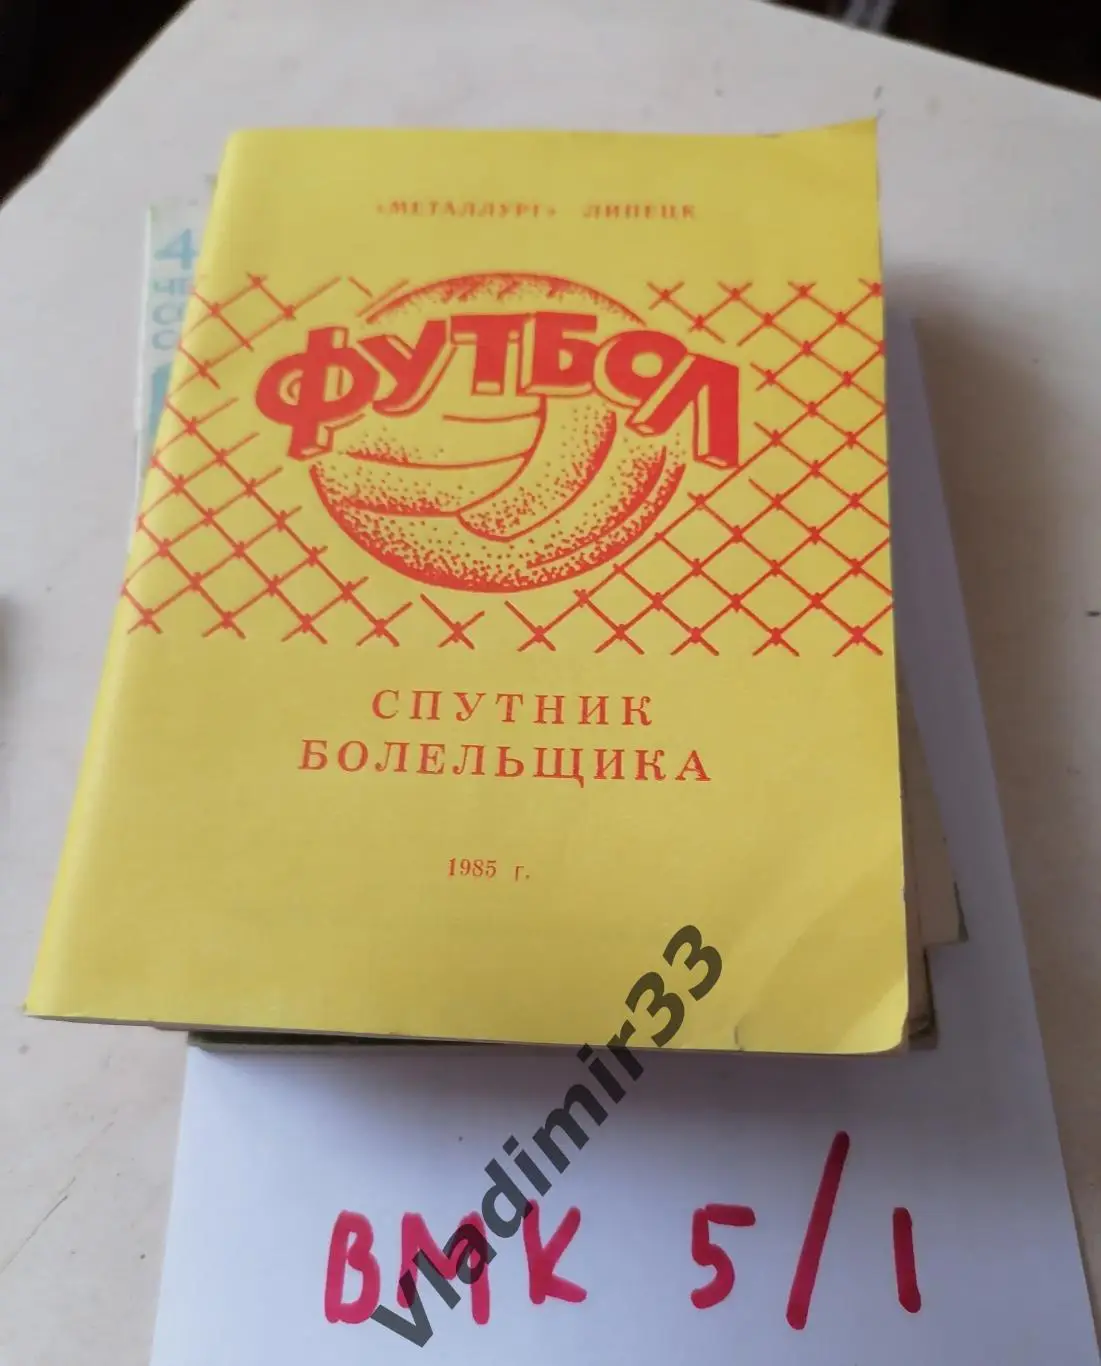 «МЕТАЛЛУРГ» ЛИПЕЦК
ФУТБОЛ
СПУТНИК
БОЛЕЛЬЩИКА
1985 г.
vladimir33
ВМК 5/1